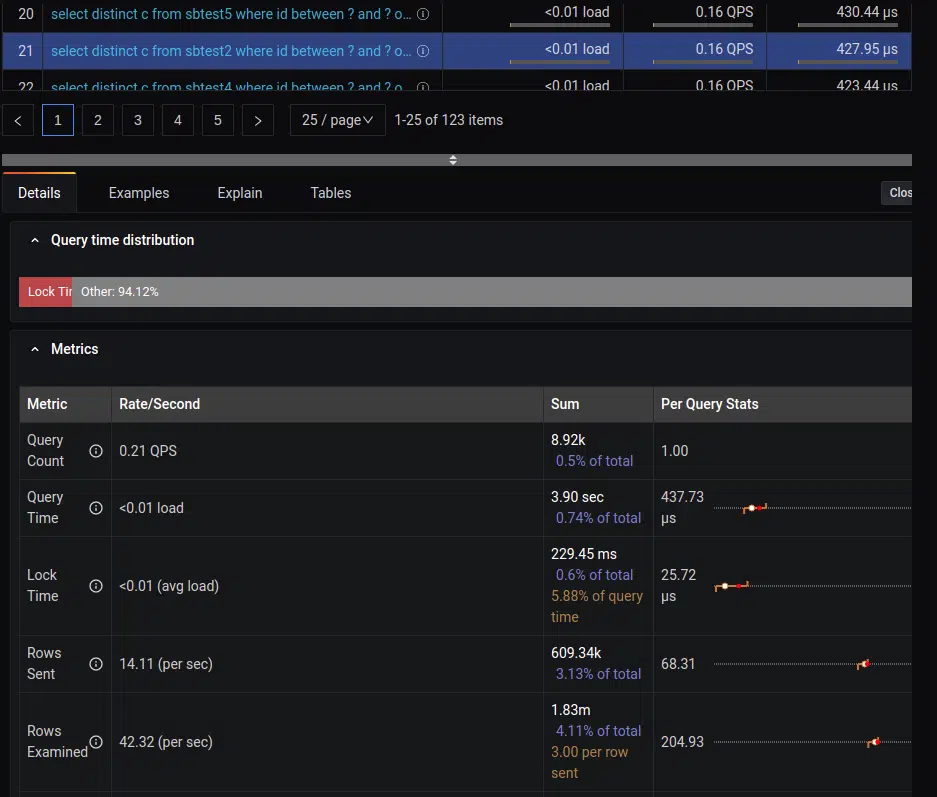 20 select distinct c from sbtest5 where id between ? and ? o... <0.01 load 0.16 QPS 430.44 µs
21 select distinct c from sbtest2 where id between ? and ? o... <0.01 load 0.16 QPS 427.95 µs
22 select distinct c from sbtest4 where id between ? and ? o... <0.01 load 0.16 QPS 423.44 µs
< 1 2 3 4 5 > 25 / page 1-25 of 123 items
Details Examples Explain Tables Clos
Query time distribution
Lock Tir Other: 94.12%
Metrics
Metric Rate/Second Sum Per Query Stats
Query
Count
0.21 QPS
8.92k
0.5% of total
1.00
Query
Time
<0.01 load
3.90 sec
0.74% of total
437.73
µs
Lock
Time
<0.01 (avg load)
229.45 ms
0.6% of total
5.88% of query
time
25.72
µs
Rows
Sent
14.11 (per sec)
609.34k
3.13% of total
68.31
Rows
Examined
42.32 (per sec)
1.83m
4.11% of total
3.00 per row
sent
204.93